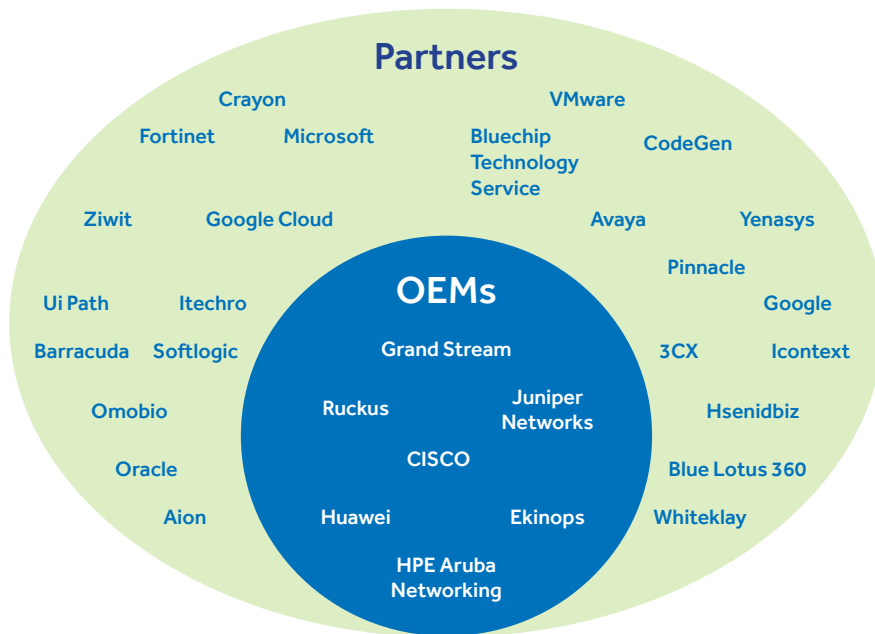 Partners
Crayon
VMware
Fortinet
Microsoft
Bluechip
Technology
Service
CodeGen
Ziwit
Google Cloud
Avaya
Yenasys
Pinnacle
OEMs
Ui Path
Itechro
Google
Barracuda
Softlogic
Grand Stream
3CX
Icontext
Omobio
Ruckus
Juniper
Networks
Hsenidbiz
CISCO
Oracle
Blue Lotus 360
Aion
Huawei
Ekinops
Whiteklay
HPE Aruba
Networking